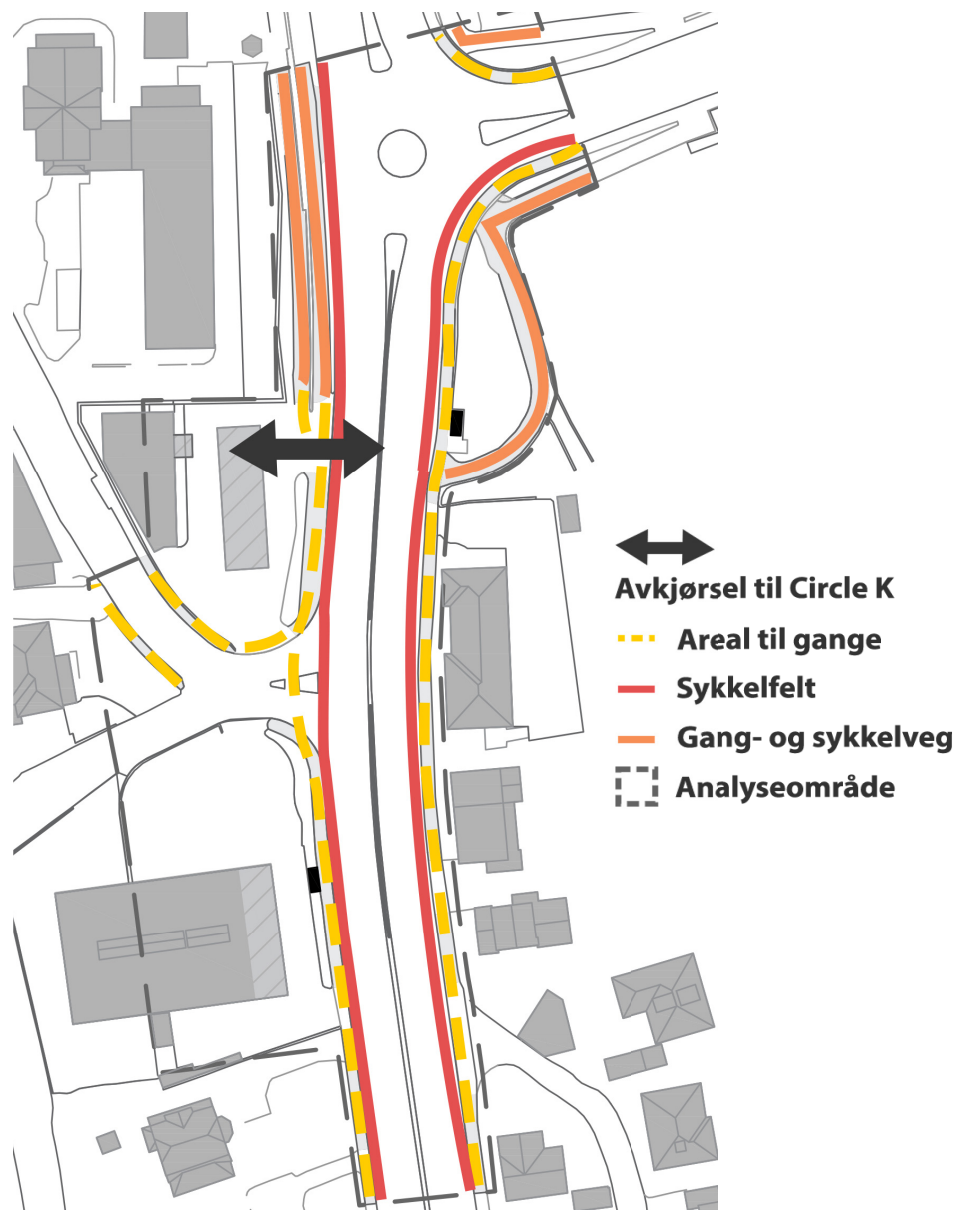 Avkjørsel til Circle K
Areal til gange
Sykkelfelt
Gang- og sykkelveg
Analyseområde